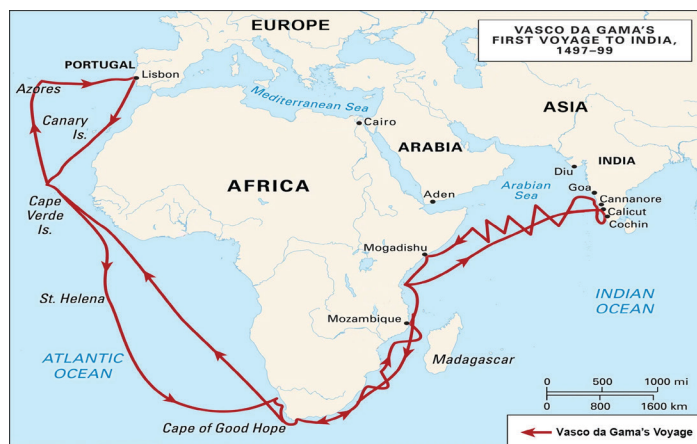 EUROPE
VASCO DA GAMA'S
FIRST VOYAGE TO INDIA,
1497–99
PORTUGAL
Lisbon
Azores
Mediterranean Sea
Canary
Is.
ASIA
Cairo
ARABIA
INDIA
Diu
AFRICA
Arabian
Sea
Goa
Aden
Cannanore
Calicut
Cochin
Cape
Verde
Is.
Mogadishu
St. Helena
INDIAN
OCEAN
Mozambique
Madagascar
ATLANTIC
OCEAN
0 500 1000 mi
0 800 1600 km
Cape of Good Hope
Vasco da Gama's Voyage